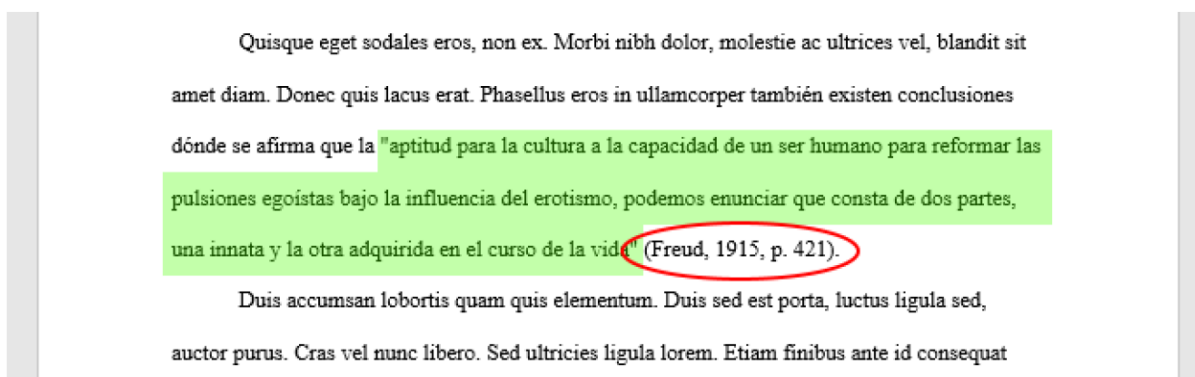 Quisque eget sodales eros, non ex. Morbi nibh dolor, molestie ac ultrices vel, blandit sit
amet diam. Donec quis lacus erat. Phasellus eros in ullamcorper también existen conclusiones
dónde se afirma que la "aptitud para la cultura a la capacidad de un ser humano para reformar las
pulsiones egoístas bajo la influencia del erotismo, podemos enunciar que consta de dos partes,
una innata y la otra adquirida en el curso de la vida" (Freud, 1915, p. 421).
Duis accumsan lobortis quam quis elementum. Duis sed est porta, luctus ligula sed,
auctor purus. Cras vel nunc libero. Sed ultricies ligula lorem. Etiam finibus ante id consequat